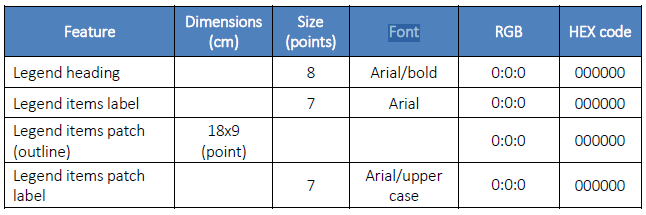 Feature Dimensions (cm) Size (points) Font RGB HEX code
Legend heading 8 Arial/bold 0:0:0 000000
Legend items label 7 Arial 0:0:0 000000
Legend items patch (outline) 18x9 (point) 0:0:0 000000
Legend items patch label 7 Arial/upper case 0:0:0 000000